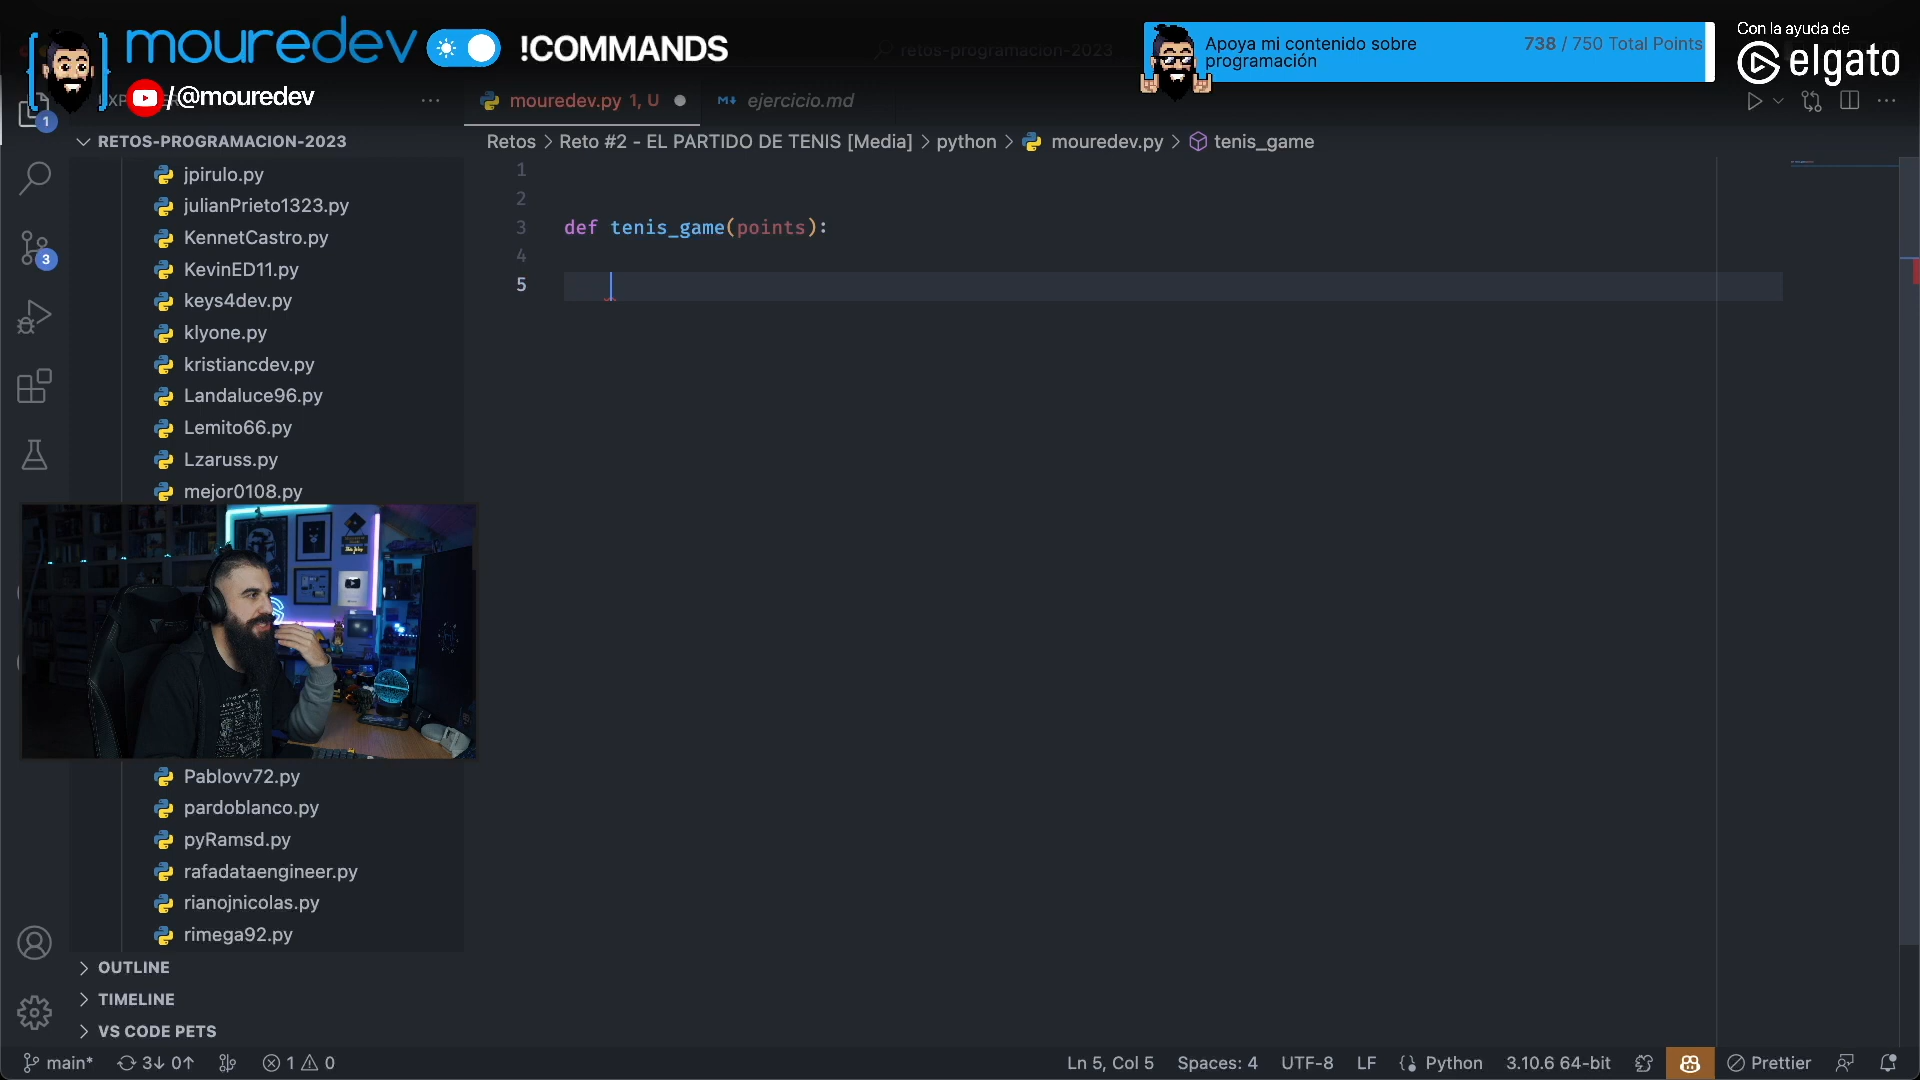 mouredev
!COMMANDS
/@mouredev
Apoya mi contenido sobre
programación
738 / 750 Total Points
Con la ayuda de
elgato
retos-programacion-2023
mouredev.py 1, U
ejercicio.md
RETOS-PROGRAMACION-2023
Retos > Reto #2 - EL PARTIDO DE TENIS [Media] > python > mouredev.py > tenis_game
1
2
3 def tenis_game(points):
4
5
1
3
jpirulo.py
julianPrieto1323.py
KennetCastro.py
KevinED11.py
keys4dev.py
klyone.py
kristiancdev.py
Landaluce96.py
Lemito66.py
Lzaruss.py
mejor0108.py
Pablovv72.py
pardoblanco.py
pyRamsd.py
rafadataengineer.py
rianojnicolas.py
rimega92.py
OUTLINE
TIMELINE
VS CODE PETS
main* 3↓ 0↑ 1 0
Ln 5, Col 5 Spaces: 4 UTF-8 LF Python 3.10.6 64-bit Prettier